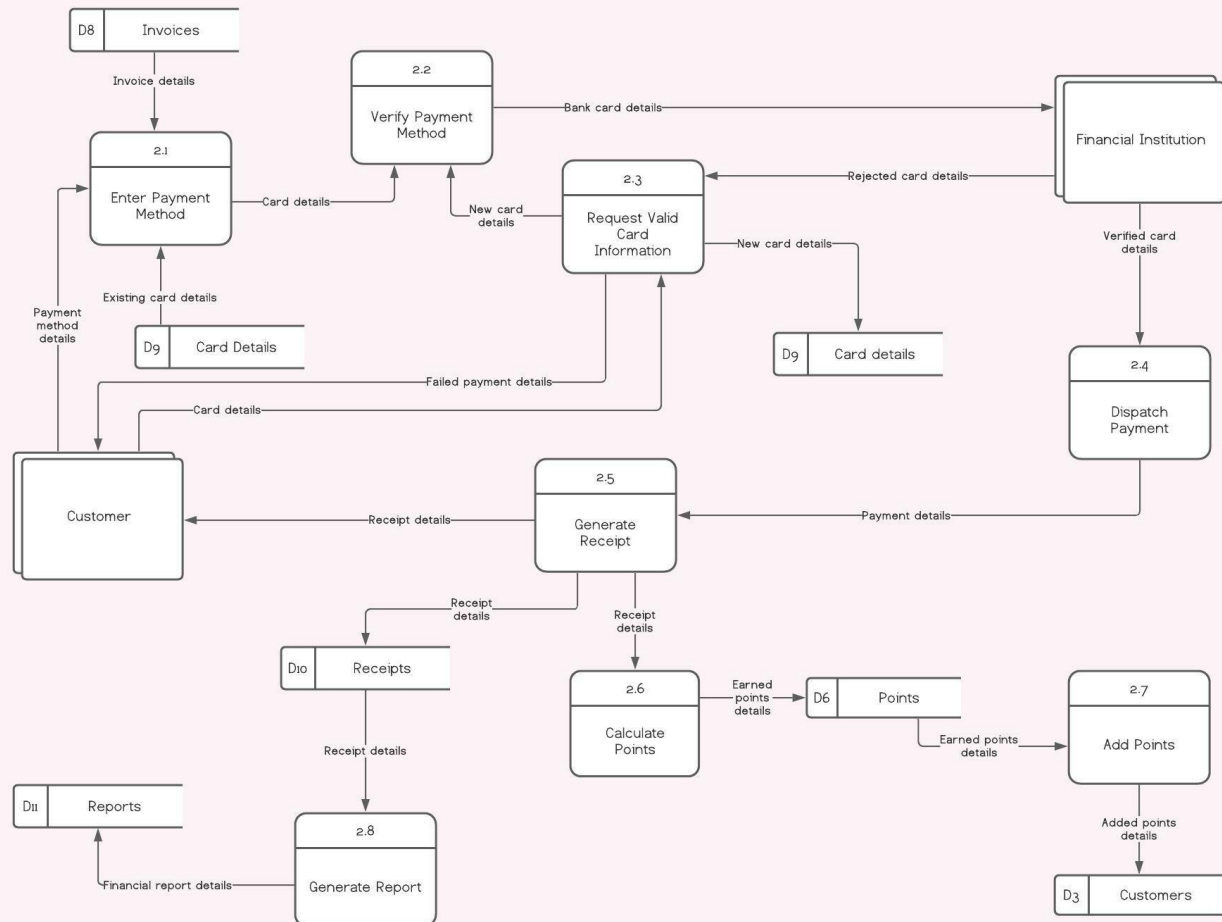 D8
Invoices
Invoice details
2.1
Enter Payment
Method
Card details
2.2
Verify Payment
Method
Bank card details
Financial Institution
Rejected card details
2.3
Request Valid
Card
Information
New card
details
New card details
Verified card
details
Existing card details
D9
Card Details
Payment
method
details
D9
Card details
2.4
Dispatch
Payment
Failed payment details
Card details
Customer
2.5
Generate
Receipt
Receipt details
Payment details
Receipt
details
Receipt
details
D10
Receipts
2.6
Calculate
Points
Earned
points
details
D6
Points
Earned points
details
2.7
Add Points
Receipt details
D11
Reports
2.8
Generate Report
Financial report details
Added points
details
D3
Customers